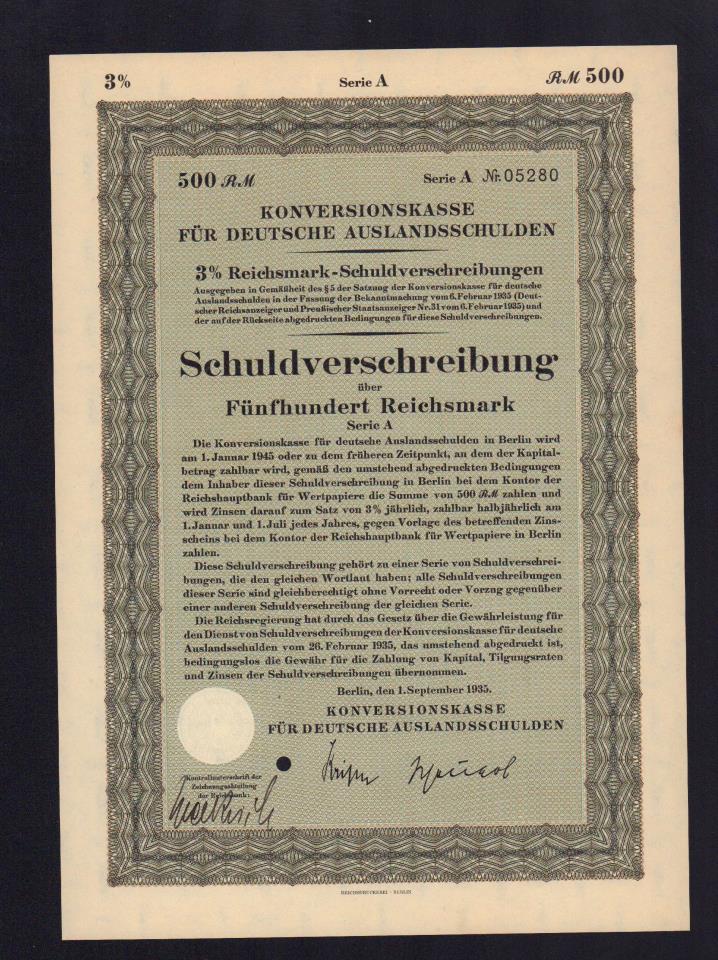 3% Serie A RM 500
500 RM Serie A Nr. 05280
KONVERSIONSKASSE
FÜR DEUTSCHE AUSLANDSSCHULDEN
3% Reichsmark-Schuldverschreibungen
Ausgegeben in Gemäßheit des § 5 der Satzung der Konversionskasse für deutsche
Auslandsschulden in der Fassung der Bekanntmachung vom 6. Februar 1935 (Deut-
scher Reichsanzeiger und Preußischer Staatsanzeiger Nr. 31 vom 6. Februar 1935) und
der auf der Rückseite abgedruckten Bedingungen für diese Schuldverschreibungen.
Schuldverschreibung
über
Fünfhundert Reichsmark
Serie A
Die Konversionskasse für deutsche Auslandsschulden in Berlin wird
am 1. Januar 1945 oder zu dem früheren Zeitpunkt, an dem der Kapital-
betrag zahlbar wird, gemäß den umstehend abgedruckten Bedingungen
dem Inhaber dieser Schuldverschreibung in Berlin bei dem Kontor der
Reichshauptbank für Wertpapiere die Summe von 500 RM zahlen und
wird Zinsen darauf zum Satz von 3% jährlich, zahlbar halbjährlich am
1. Januar und 1. Juli jedes Jahres, gegen Vorlage des betreffenden Zins-
scheins bei dem Kontor der Reichshauptbank für Wertpapiere in Berlin
zahlen.
Diese Schuldverschreibung gehört zu einer Serie von Schuldverschrei-
bungen, die den gleichen Wortlaut haben; alle Schuldverschreibungen
dieser Serie sind gleichberechtigt ohne Vorrecht oder Vorzug gegenüber
einer anderen Schuldverschreibung der gleichen Serie.
Die Reichsregierung hat durch das Gesetz über die Gewährleistung für
den Dienst von Schuldverschreibungen der Konversionskasse für deutsche
Auslandsschulden vom 26. Februar 1935, das umstehend abgedruckt ist,
bedingungslos die Gewähr für die Zahlung von Kapital, Tilgungsraten
und Zinsen der Schuldverschreibungen übernommen.
Berlin, den 1. September 1935.
KONVERSIONSKASSE
FÜR DEUTSCHE AUSLANDSSCHULDEN
Kontrollunterschrift der
Zeichnungsabteilung
der Reichsbank:
REICHSDRUCKEREI · BERLIN